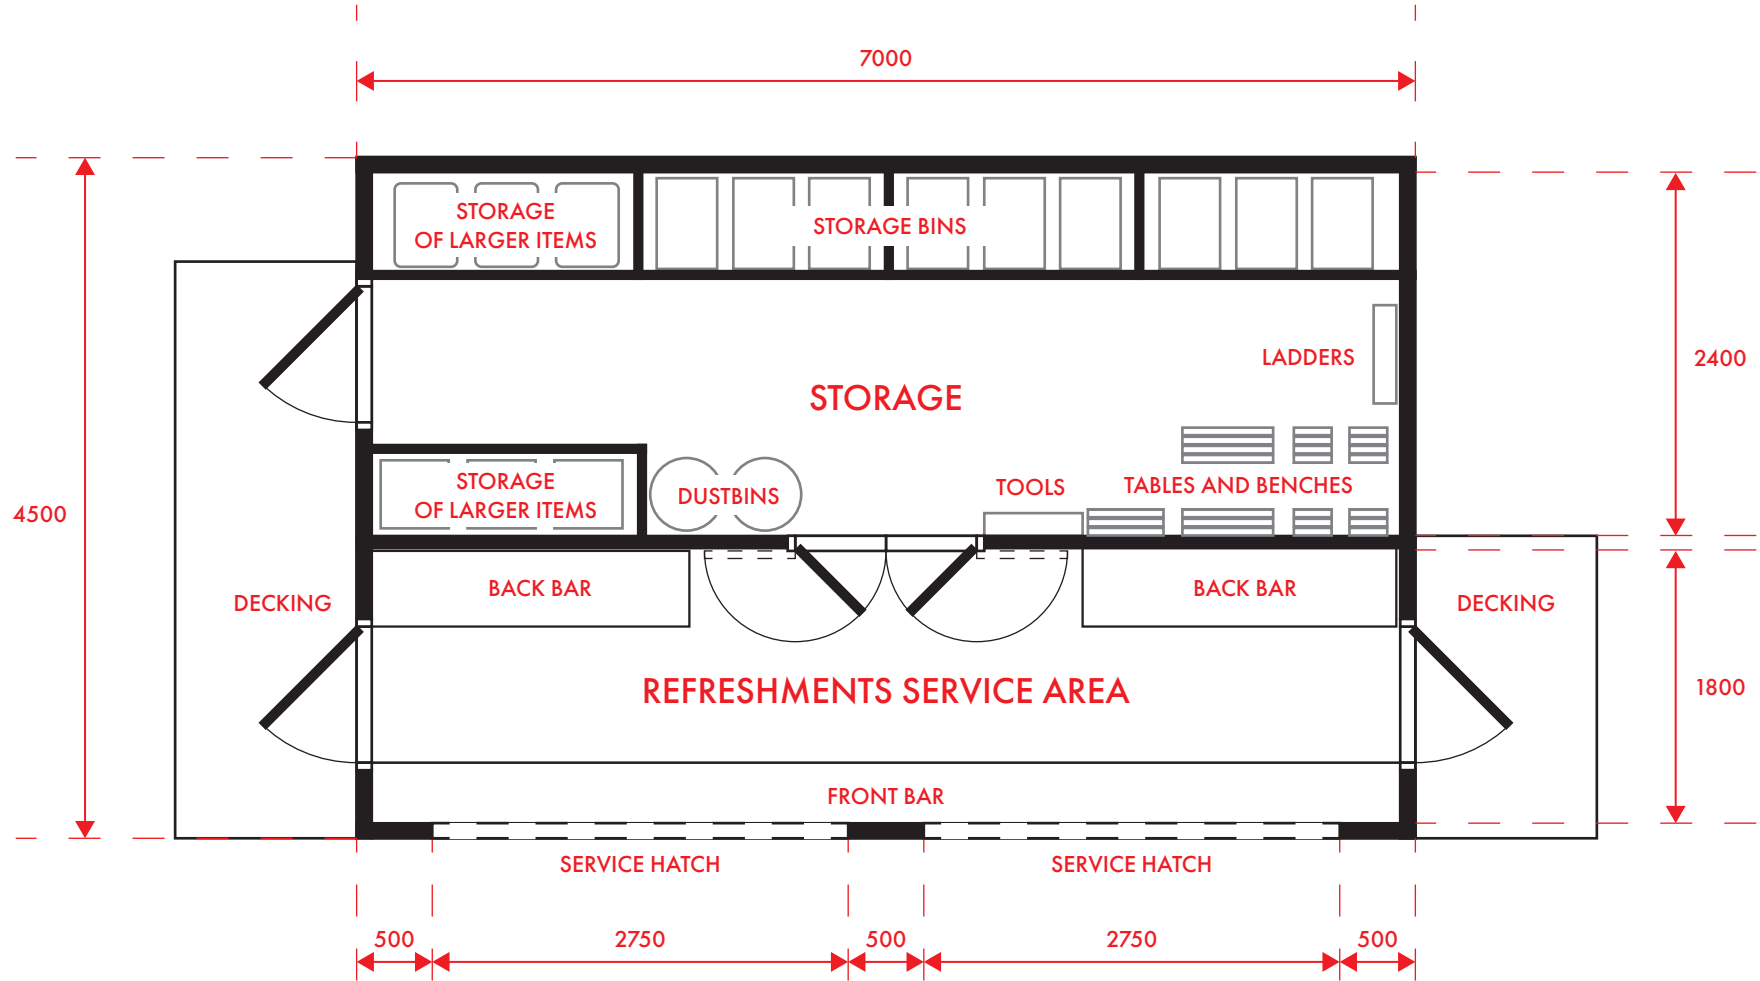 7000
STORAGE
OF LARGER ITEMS
STORAGE BINS
LADDERS
2400
STORAGE
STORAGE
OF LARGER ITEMS
DUSTBINS
TOOLS
TABLES AND BENCHES
4500
BACK BAR
BACK BAR
DECKING
DECKING
REFRESHMENTS SERVICE AREA
1800
FRONT BAR
SERVICE HATCH
SERVICE HATCH
500
2750
500
2750
500